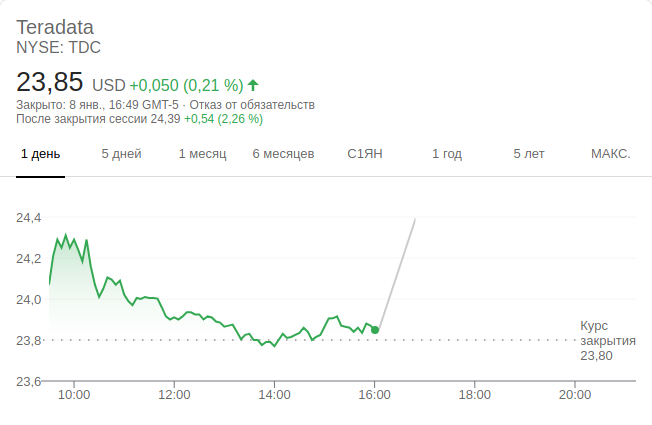 Teradata
NYSE: TDC
23,85 USD +0,050 (0,21 %)
Закрыто: 8 янв., 16:49 GMT-5 · Отказ от обязательств
После закрытия сессии 24,39 +0,54 (2,26 %)
1 день 5 дней 1 месяц 6 месяцев С1ЯН 1 год 5 лет МАКС.
24,4
24,2
24,0
23,8
23,6
Курс
закрытия
23,80
10:00 12:00 14:00 16:00 18:00 20:00